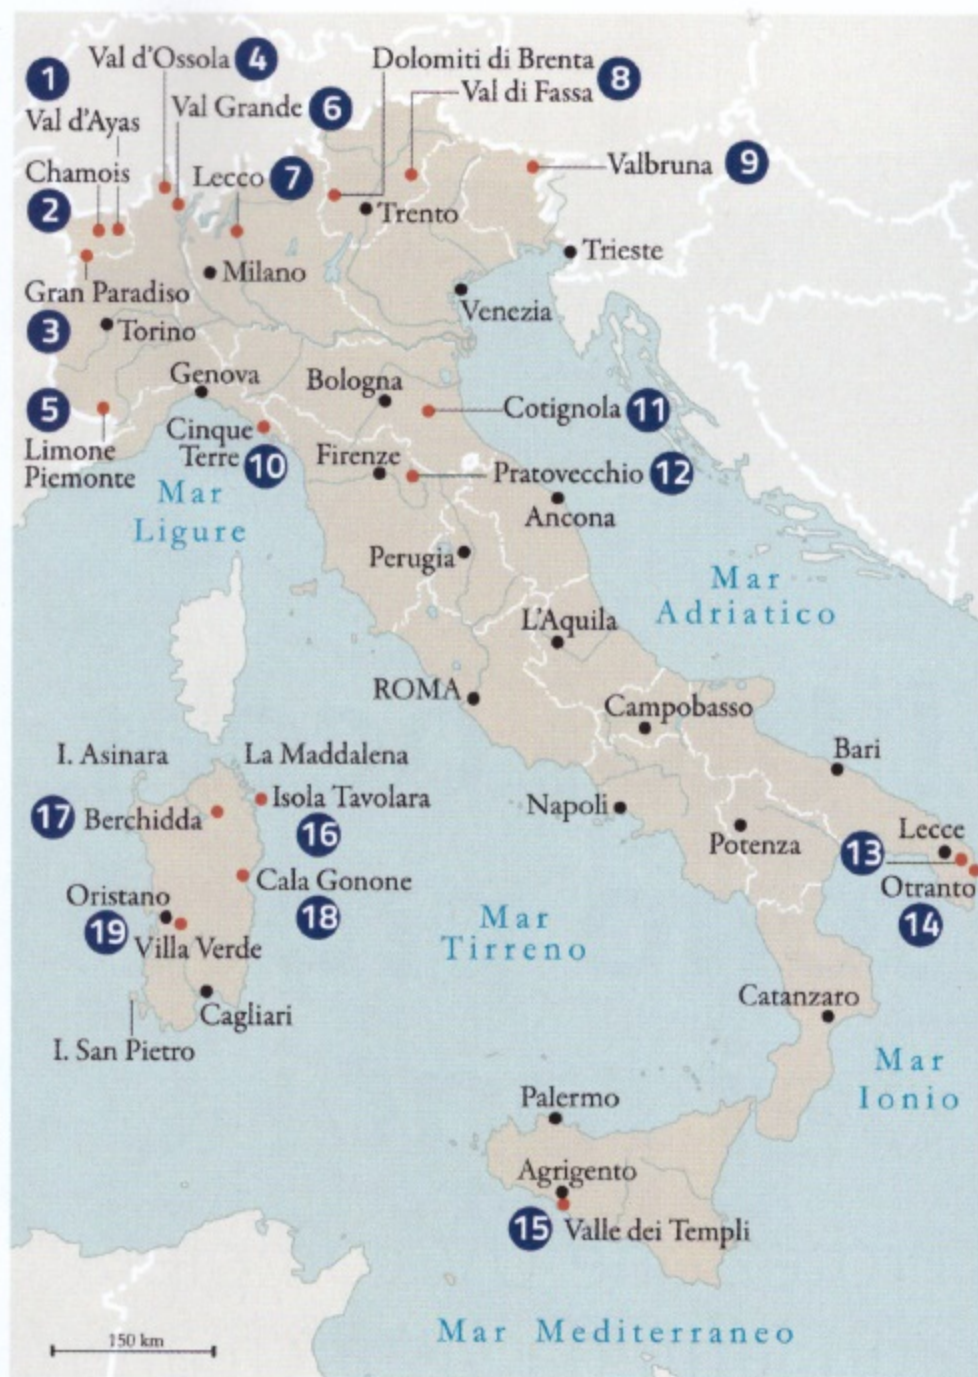 Val d'Ossola 4
Dolomiti di Brenta
8
1
Val di Fassa
Val Grande 6
Val d'Ayas
Valbruna 9
Chamois
Lecco 7
2
Trento
Trieste
Milano
Gran Paradiso
Venezia
3
Torino
Genova
Bologna
5
Cotignola 11
Cinque
Terre 10
Limone
Piemonte
Firenze
Pratovecchio 12
Mar
Ligure
Ancona
Perugia
Mar
Adriatico
L'Aquila
ROMA
Campobasso
I. Asinara
La Maddalena
Bari
17 Berchidda
Isola Tavolara
16
Napoli
Potenza
Lecce
13
Cala Gonone
18
Otranto
14
Oristano
19
Villa Verde
Mar
Tirreno
Cagliari
Catanzaro
I. San Pietro
Mar
Ionio
Palermo
Agrigento
15 Valle dei Templi
Mar Mediterraneo
150 km